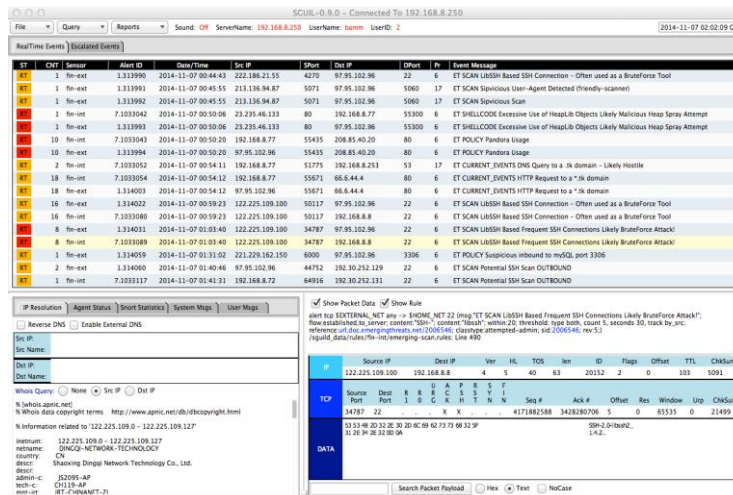 SGUIL-0.9.0 - Connected To 192.168.8.250
File Query Reports Sound: Off ServerName: 192.168.8.250 UserName: bamm UserID: 2 2014-11-07 02:02:09 G
RealTime Events Escalated Events
ST CNT Sensor Alert ID Date/Time Src IP SPort Dst IP DPort Pr Event Message
RT 1 fin-ext 1.313990 2014-11-07 00:44:43 222.186.21.55 4270 97.95.102.96 22 6 ET SCAN LibSSH Based SSH Connection - Often used as a BruteForce Tool
RT 1 fin-ext 1.313991 2014-11-07 00:45:55 213.136.94.87 5071 97.95.102.96 5060 17 ET SCAN Sipvicious User-Agent Detected (friendly-scanner)
RT 1 fin-ext 1.313992 2014-11-07 00:45:55 213.136.94.87 5071 97.95.102.96 5060 17 ET SCAN Sipvicious Scan
RT 1 fin-int 7.1033042 2014-11-07 00:50:06 23.235.46.133 80 192.168.8.77 55300 6 ET SHELLCODE Excessive Use of HeapLib Objects Likely Malicious Heap Spray Attempt
RT 1 fin-ext 1.313993 2014-11-07 00:50:06 23.235.46.133 80 97.95.102.96 55300 6 ET SHELLCODE Excessive Use of HeapLib Objects Likely Malicious Heap Spray Attempt
RT 10 fin-int 7.1033043 2014-11-07 00:50:20 192.168.8.77 55435 208.85.40.20 80 6 ET POLICY Pandora Usage
RT 10 fin-ext 1.313994 2014-11-07 00:50:20 97.95.102.96 55435 208.85.40.20 80 6 ET POLICY Pandora Usage
RT 2 fin-int 7.1033052 2014-11-07 00:54:11 192.168.8.77 51775 192.168.8.253 53 17 ET CURRENT_EVENTS DNS Query to a .tk domain - Likely Hostile
RT 18 fin-int 7.1033054 2014-11-07 00:54:12 192.168.8.77 55671 66.6.44.4 80 6 ET CURRENT_EVENTS HTTP Request to a *.tk domain
RT 18 fin-ext 1.314003 2014-11-07 00:54:12 97.95.102.96 55671 66.6.44.4 80 6 ET CURRENT_EVENTS HTTP Request to a *.tk domain
RT 16 fin-ext 1.314022 2014-11-07 00:59:23 122.225.109.100 50117 97.95.102.96 22 6 ET SCAN LibSSH Based SSH Connection - Often used as a BruteForce Tool
RT 16 fin-int 7.1033080 2014-11-07 00:59:23 122.225.109.100 50117 192.168.8.8 22 6 ET SCAN LibSSH Based SSH Connection - Often used as a BruteForce Tool
RT 8 fin-ext 1.314031 2014-11-07 01:03:40 122.225.109.100 34787 97.95.102.96 22 6 ET SCAN LibSSH Based Frequent SSH Connections Likely BruteForce Attack!
RT 8 fin-int 7.1033089 2014-11-07 01:03:40 122.225.109.100 34787 192.168.8.8 22 6 ET SCAN LibSSH Based Frequent SSH Connections Likely BruteForce Attack!
RT 1 fin-ext 1.314059 2014-11-07 01:31:02 221.229.162.150 6000 97.95.102.96 3306 6 ET POLICY Suspicious inbound to mySQL port 3306
RT 2 fin-ext 1.314060 2014-11-07 01:40:46 97.95.102.96 44752 192.30.252.129 22 6 ET SCAN Potential SSH Scan OUTBOUND
RT 1 fin-int 7.1033117 2014-11-07 01:41:31 192.168.8.72 64916 192.30.252.131 22 6 ET SCAN Potential SSH Scan OUTBOUND
IP Resolution Agent Status Snort Statistics System Msgs User Msgs
Reverse DNS Enable External DNS
Src IP:
Src Name:
Dst IP:
Dst Name:
Whois Query: None Src IP Dst IP
% [whois.apnic.net]
% Whois data copyright terms http://www.apnic.net/db/dbcopyright.html
% Information related to '122.225.109.0 - 122.225.109.127'
inetnum: 122.225.109.0 - 122.225.109.127
netname: DINGQI-NETWORK-TECHNOLOGY
country: CN
descr: Shaoxing Dingqi Network Technology Co., Ltd.
descr:
admin-c: JS2095-AP
tech-c: CH119-AP
mnt-irt: IRT-CHINANET-ZJ
Show Packet Data Show Rule
alert tcp $EXTERNAL_NET any -> $HOME_NET 22 (msg:"ET SCAN LibSSH Based Frequent SSH Connections Likely BruteForce Attack!";
flow:established,to_server; content:"SSH-"; content:"libssh"; within:20; threshold: type both, count 5, seconds 30, track by_src;
reference:url,doc.emergingthreats.net/2006546; classtype:attempted-admin; sid:2006546; rev:5;)
/sguild_data/rules/fin-int/emerging-scan.rules: Line 490
IP Source IP Dest IP Ver HL TOS len ID Flags Offset TTL ChkSum
122.225.109.100 192.168.8.8 4 5 40 63 20152 2 0 103 5091
U A P R S F
TCP Source Dest R R R C S S Y I
Port Port 1 0 G K H T N N Seq # Ack # Offset Res Window Urp ChkSum
34787 22 . . . X X . . . 4171882588 3428280706 5 0 65535 0 21499
DATA 53 53 48 2D 32 2E 30 2D 6C 69 62 73 73 68 32 5F SSH-2.0-libssh2_
31 2E 34 2E 32 0D 0A 1.4.2..
Search Packet Payload Hex Text NoCase